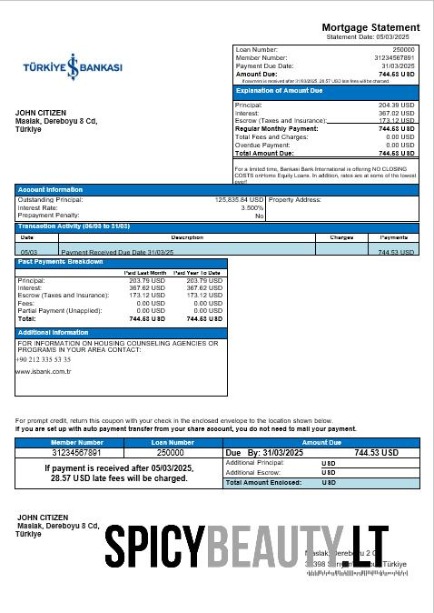 Mortgage Statement
Statement Date: 05/03/2025
TÜRKİYE İŞ BANKASI
Loan Number: 250000
Member Number: 31234567891
Payment Due Date: 31/03/2025
Amount Due: 744.53 USD
If payment is received after 31/03/2025, 28.57 USD late fees will be charged.
Explanation of Amount Due
JOHN CITIZEN
Maslak, Dereboyu 8 Cd,
Türkiye
Principal: 204.39 USD
Interest: 367.02 USD
Escrow (Taxes and Insurance): 173.12 USD
Regular Monthly Payment: 744.53 USD
Total Fees and Charges: 0.00 USD
Overdue Payment: 0.00 USD
Total Amount Due: 744.53 USD
For a limited time, Bankasi Bank International is offering NO CLOSING
COSTS on Home Equity Loans. In addition, rates are at some of the lowest
Account Information
Outstanding Principal: 125,835.84 USD Property Address:
Interest Rate: 3.500%
Prepayment Penalty: No
Transaction Activity (05/03 to 31/03)
Date Description Charges Payments
05/03 Payment Received Due Date 31/03/25 744.53 USD
Past Payments Breakdown
Paid Last Month Paid Year To Date
Principal: 203.79 USD 203.79 USD
Interest: 367.62 USD 367.62 USD
Escrow (Taxes and Insurance): 173.12 USD 173.12 USD
Fees: 0.00 USD 0.00 USD
Partial Payment (Unapplied): 0.00 USD 0.00 USD
Total: 744.53 USD 744.53 USD
Additional Information
FOR INFORMATION ON HOUSING COUNSELING AGENCIES OR
PROGRAMS IN YOUR AREA CONTACT:
+90 212 335 53 35
www.isbank.com.tr
For prompt credit, return this coupon with your check in the enclosed envelope to the location shown below.
If you are set up with auto payment transfer from your share account, you do not need to mail your payment.
Member Number Loan Number Amount Due
31234567891 250000 Due By: 31/03/2025 744.53 USD
If payment is received after 05/03/2025,
28.57 USD late fees will be charged.
Additional Principal: USD
Additional Escrow: USD
Total Amount Enclosed: USD
JOHN CITIZEN
Maslak, Dereboyu 8 Cd,
Türkiye
SPICYBEAUTY.LT